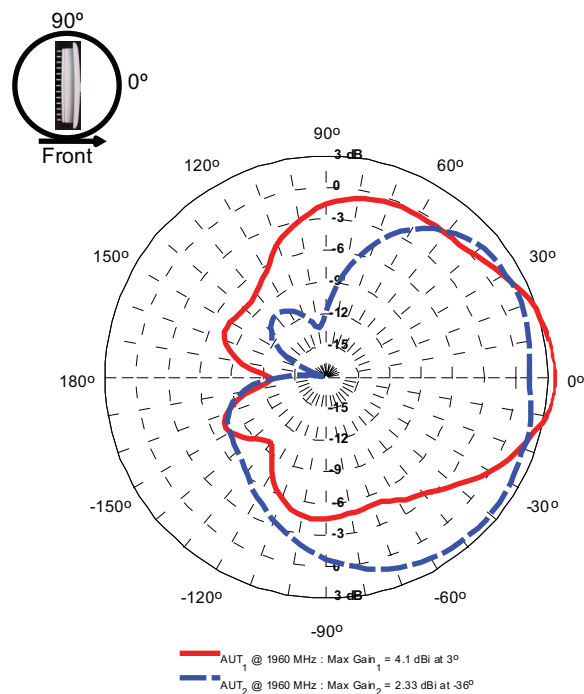 90º
0º
Front
90º
3 dB
120º
60º
0
-3
150º
-6
30º
-9
-12
-15
180º
0º
-15
-12
-9
-150º
-6
-30º
-3
0
-120º
-60º
3 dB
-90º
AUT1 @ 1960 MHz : Max Gain1 = 4.1 dBi at 3º
AUT2 @ 1960 MHz : Max Gain2 = 2.33 dBi at -36º